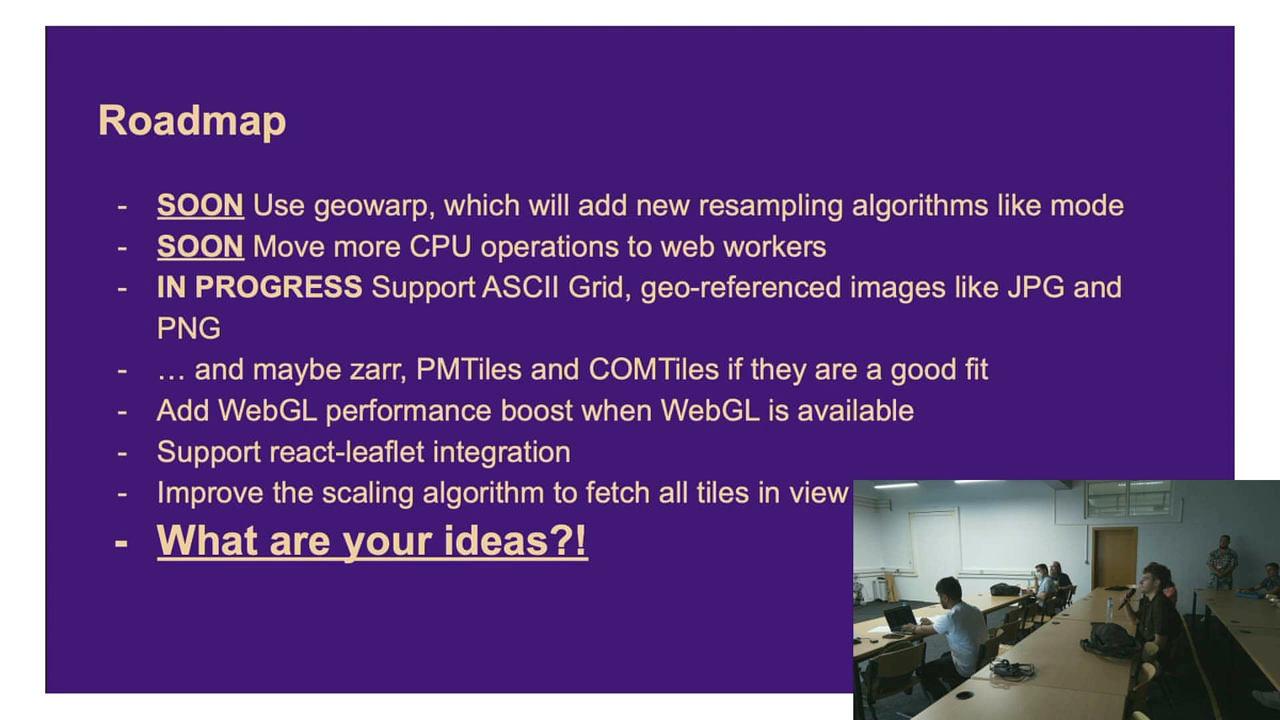 Roadmap
- SOON Use geowarp, which will add new resampling algorithms like mode
- SOON Move more CPU operations to web workers
- IN PROGRESS Support ASCII Grid, geo-referenced images like JPG and
PNG
- … and maybe zarr, PMTiles and COMTiles if they are a good fit
- Add WebGL performance boost when WebGL is available
- Support react-leaflet integration
- Improve the scaling algorithm to fetch all tiles in view
- What are your ideas?!